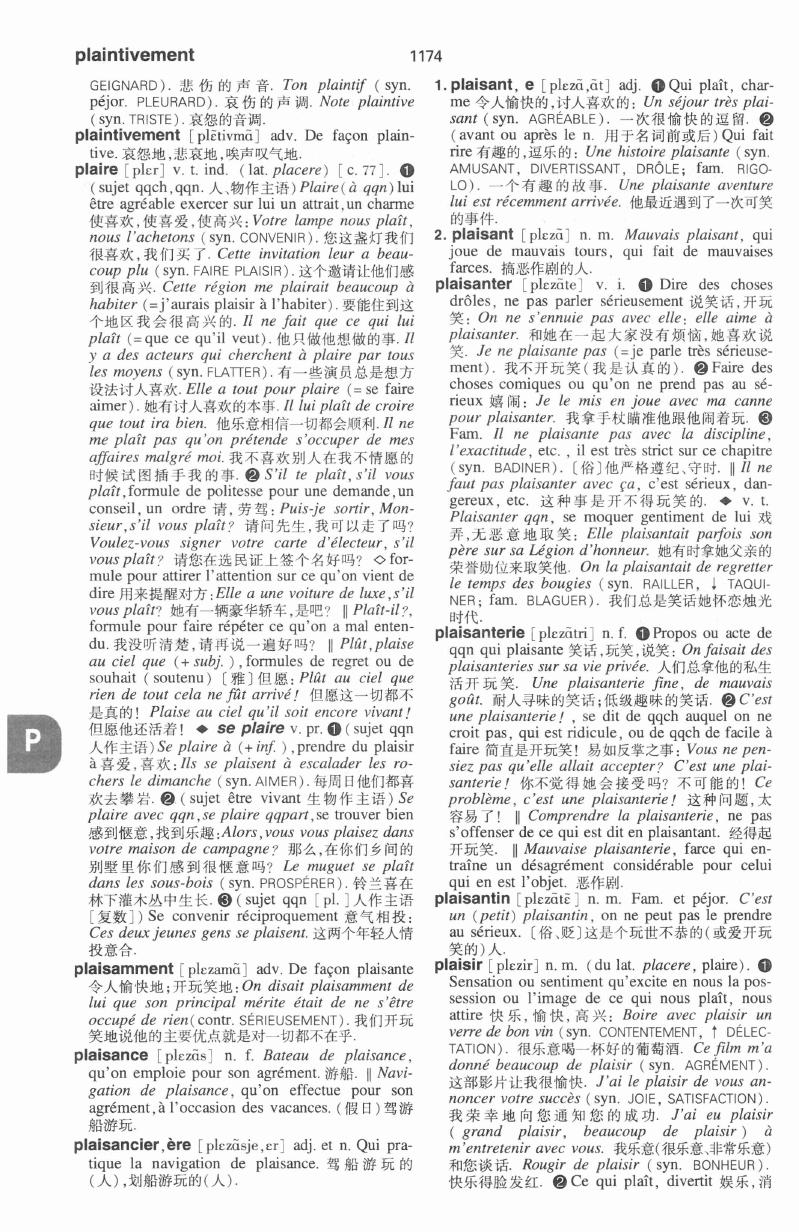 plaintivement
1174
GEIGNARD). 悲伤的声音. Ton plaintif (syn.
péjor. PLEURARD). 哀伤的声调. Note plaintive
(syn. TRISTE). 哀怨的音调.
plaintivement [plɛ̃tivmɑ̃] adv. De façon plain-
tive. 哀怨地,悲哀地,唉声叹气地.
plaire [plɛr] v. t. ind. (lat. placere) [c. 77]. ❶
(sujet qqch,qqn. 人、物作主语) Plaire (à qqn) lui
être agréable exercer sur lui un attrait,un charme
使喜欢,使喜爱,使高兴: Votre lampe nous plaît,
nous l'achetons (syn. CONVENIR). 您这盏灯我们
很喜欢,我们买了. Cette invitation leur a beau-
coup plu (syn. FAIRE PLAISIR). 这个邀请让他们感
到很高兴. Cette région me plairait beaucoup à
habiter (=j'aurais plaisir à l'habiter). 要能住到这
个地区我会很高兴的. Il ne fait que ce qui lui
plaît (=que ce qu'il veut). 他只做他想做的事. Il
y a des acteurs qui cherchent à plaire par tous
les moyens (syn. FLATTER). 有一些演员总是想方
设法讨人喜欢. Elle a tout pour plaire (=se faire
aimer). 她有讨人喜欢的本事. Il lui plaît de croire
que tout ira bien. 他乐意相信一切都会顺利. Il ne
me plaît pas qu'on prétende s'occuper de mes
affaires malgré moi. 我不喜欢别人在我不情愿的
时候试图插手我的事. ❷ S'il te plaît, s'il vous
plaît,formule de politesse pour une demande,un
conseil, un ordre 请,劳驾: Puis-je sortir, Mon-
sieur,s'il vous plaît? 请问先生,我可以走了吗?
Voulez-vous signer votre carte d'électeur, s'il
vous plaît? 请您在选民证上签个名好吗? ◇ for-
mule pour attirer l'attention sur ce qu'on vient de
dire 用来提醒对方: Elle a une voiture de luxe,s'il
vous plaît? 她有一辆豪华轿车,是吧? ‖ Plaît-il?,
formule pour faire répéter ce qu'on a mal enten-
du. 我没听清楚,请再说一遍好吗? ‖ Plût,plaise
au ciel que (+subj.),formules de regret ou de
souhait (soutenu) [雅] 但愿: Plût au ciel que
rien de tout cela ne fût arrivé! 但愿这一切都不
是真的! Plaise au ciel qu'il soit encore vivant!
但愿他还活着! ◆ se plaire v. pr. ❶ (sujet qqn
人作主语) Se plaire à (+inf.),prendre du plaisir
à 喜爱,喜欢: Ils se plaisent à escalader les ro-
chers le dimanche (syn. AIMER). 每周日他们都喜
欢去攀岩. ❷ (sujet être vivant 生物作主语) Se
plaire avec qqn,se plaire qqpart,se trouver bien
感到惬意,找到乐趣: Alors,vous vous plaisez dans
votre maison de campagne? 那么,在你们乡间的
别墅里你们感到很惬意吗? Le muguet se plaît
dans les sous-bois (syn. PROSPÉRER). 铃兰喜在
林下灌木丛中生长. ❸ (sujet qqn [pl.] 人作主语
[复数]) Se convenir réciproquement 意气相投:
Ces deux jeunes gens se plaisent. 这两个年轻人情
投意合.
plaisamment [plɛzamɑ̃] adv. De façon plaisante
令人愉快地;开玩笑地: On disait plaisamment de
lui que son principal mérite était de ne s'être
occupé de rien (contr. SÉRIEUSEMENT). 我们开玩
笑地说他的主要优点就是对一切都不在乎.
plaisance [plɛzɑ̃s] n. f. Bateau de plaisance,
qu'on emploie pour son agrément. 游船. ‖ Navi-
gation de plaisance, qu'on effectue pour son
agrément,à l'occasion des vacances. (假日)驾游
船游玩.
plaisancier,ère [plɛzɑ̃sje,ɛr] adj. et n. Qui pra-
tique la navigation de plaisance. 驾船游玩的
(人),划船游玩的(人).
P
1. plaisant, e [plɛzɑ̃,ɑ̃t] adj. ❶ Qui plaît, char-
me 令人愉快的,讨人喜欢的: Un séjour très plai-
sant (syn. AGRÉABLE). 一次很愉快的逗留. ❷
(avant ou après le n. 用于名词前或后) Qui fait
rire 有趣的,逗乐的: Une histoire plaisante (syn.
AMUSANT, DIVERTISSANT, DRÔLE; fam. RIGO-
LO). 一个有趣的故事. Une plaisante aventure
lui est récemment arrivée. 他最近遇到了一次可笑
的事件.
2. plaisant [plɛzɑ̃] n. m. Mauvais plaisant, qui
joue de mauvais tours, qui fait de mauvaises
farces. 搞恶作剧的人.
plaisanter [plɛzɑ̃te] v. i. ❶ Dire des choses
drôles, ne pas parler sérieusement 说笑话,开玩
笑: On ne s'ennuie pas avec elle; elle aime à
plaisanter. 和她在一起大家没有烦恼,她喜欢说
笑. Je ne plaisante pas (=je parle très sérieuse-
ment). 我不开玩笑(我是认真的). ❷ Faire des
choses comiques ou qu'on ne prend pas au sé-
rieux 嬉闹: Je le mis en joue avec ma canne
pour plaisanter. 我拿手杖瞄准他跟他闹着玩. ❸
Fam. Il ne plaisante pas avec la discipline,
l'exactitude, etc., il est très strict sur ce chapitre
(syn. BADINER). [俗] 他严格遵纪、守时. ‖ Il ne
faut pas plaisanter avec ça, c'est sérieux, dan-
gereux, etc. 这种事是开不得玩笑的. ◆ v. t.
Plaisanter qqn, se moquer gentiment de lui 戏
弄,无恶意地取笑: Elle plaisantait parfois son
père sur sa Légion d'honneur. 她有时拿她父亲的
荣誉勋位来取笑他. On la plaisantait de regretter
le temps des bougies (syn. RAILLER, ↓ TAQUI-
NER; fam. BLAGUER). 我们总是笑话她怀恋烛光
时代.
plaisanterie [plɛzɑ̃tri] n. f. ❶ Propos ou acte de
qqn qui plaisante 笑话,玩笑,说笑: On faisait des
plaisanteries sur sa vie privée. 人们总拿他的私生
活开玩笑. Une plaisanterie fine, de mauvais
goût. 耐人寻味的笑话;低级趣味的笑话. ❷ C'est
une plaisanterie!, se dit de qqch auquel on ne
croit pas, qui est ridicule, ou de qqch de facile à
faire 简直是开玩笑! 易如反掌之事: Vous ne pen-
siez pas qu'elle allait accepter? C'est une plai-
santerie! 你不觉得她会接受吗? 不可能的! Ce
problème, c'est une plaisanterie! 这种问题,太
容易了! ‖ Comprendre la plaisanterie, ne pas
s'offenser de ce qui est dit en plaisantant. 经得起
开玩笑. ‖ Mauvaise plaisanterie, farce qui en-
traîne un désagrément considérable pour celui
qui en est l'objet. 恶作剧.
plaisantin [plɛzɑ̃tɛ̃] n. m. Fam. et péjor. C'est
un (petit) plaisantin, on ne peut pas le prendre
au sérieux. [俗、贬] 这是个玩世不恭的(或爱开玩
笑的)人.
plaisir [plɛzir] n. m. (du lat. placere, plaire). ❶
Sensation ou sentiment qu'excite en nous la pos-
session ou l'image de ce qui nous plaît, nous
attire 快乐,愉快,高兴: Boire avec plaisir un
verre de bon vin (syn. CONTENTEMENT, ↑ DÉLEC-
TATION). 很乐意喝一杯好的葡萄酒. Ce film m'a
donné beaucoup de plaisir (syn. AGRÉMENT).
这部影片让我很愉快. J'ai le plaisir de vous an-
noncer votre succès (syn. JOIE, SATISFACTION).
我荣幸地向您通知您的成功. J'ai eu plaisir
(grand plaisir, beaucoup de plaisir) à
m'entretenir avec vous. 我乐意(很乐意、非常乐意)
和您谈话. Rougir de plaisir (syn. BONHEUR).
快乐得脸发红. ❷ Ce qui plaît, divertit 娱乐,消